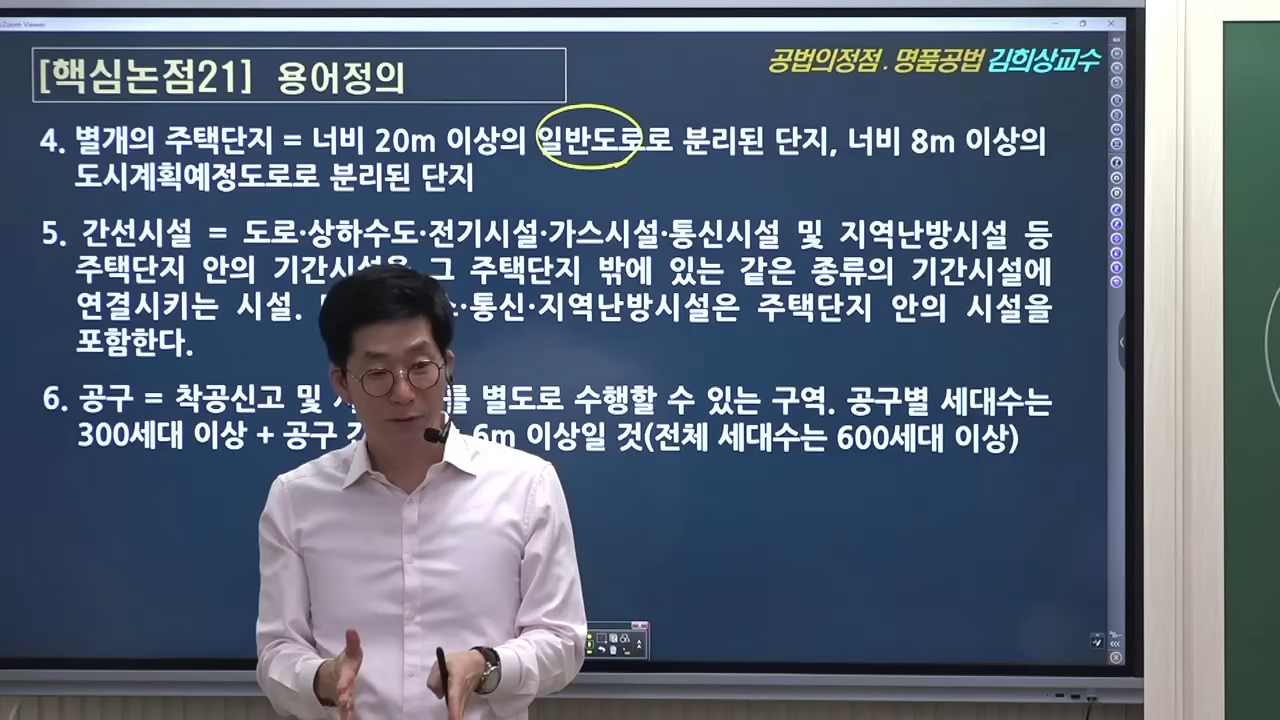 Zoom Viewer
[핵심논점21] 용어정의
공법의정점. 명품공법 김희상교수
4. 별개의 주택단지 = 너비 20m 이상의 일반도로로 분리된 단지, 너비 8m 이상의
도시계획예정도로로 분리된 단지
5. 간선시설 = 도로·상하수도·전기시설·가스시설·통신시설 및 지역난방시설 등
주택단지 안의 기간시설을 그 주택단지 밖에 있는 같은 종류의 기간시설에
연결시키는 시설. ·통신·지역난방시설은 주택단지 안의 시설을
포함한다.
6. 공구 = 착공신고 및 를 별도로 수행할 수 있는 구역. 공구별 세대수는
300세대 이상 + 공구 6m 이상일 것(전체 세대수는 600세대 이상)